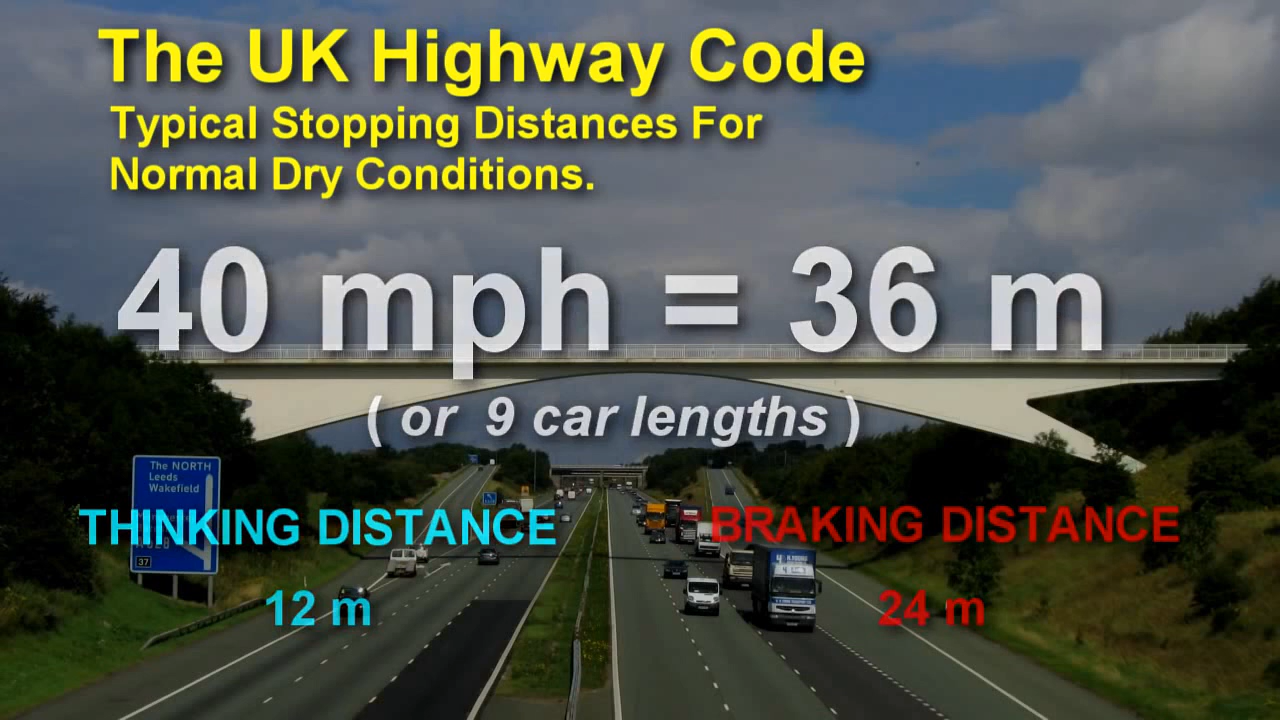 The UK Highway Code
Typical Stopping Distances For
Normal Dry Conditions.
40 mph = 36 m
( or 9 car lengths )
The NORTH
Leeds
Wakefield
THINKING DISTANCE
BRAKING DISTANCE
37
12 m
24 m